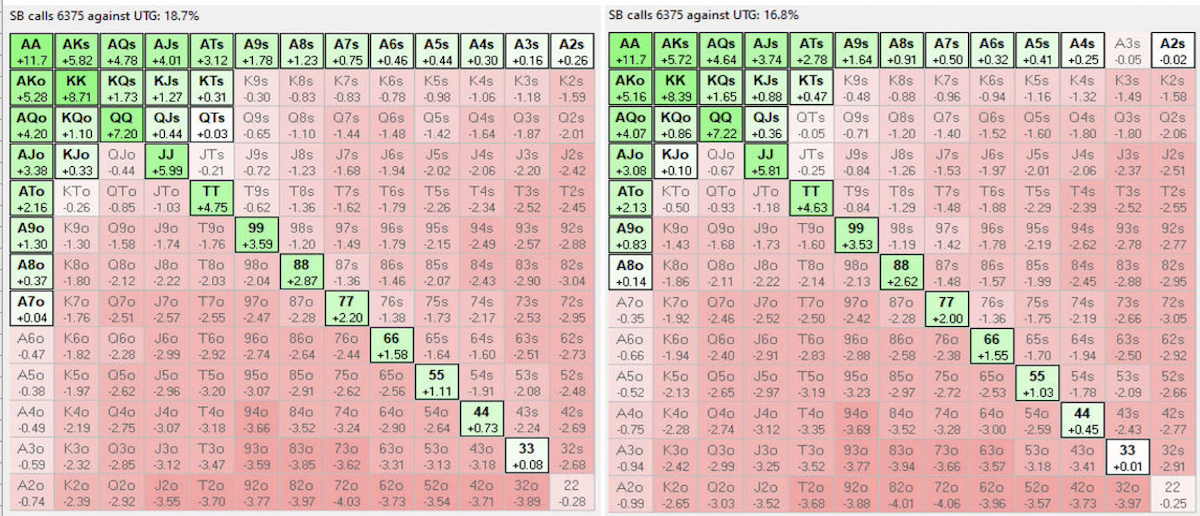 SB calls 6375 against UTG: 18.7%
AA AKs AQs AJs ATs A9s A8s A7s A6s A5s A4s A3s A2s
+11.7 +5.82 +4.78 +4.01 +3.12 +1.78 +1.23 +0.75 +0.46 +0.44 +0.30 +0.16 +0.26
AKo KK KQs KJs KTs K9s K8s K7s K6s K5s K4s K3s K2s
+5.28 +8.71 +1.73 +1.27 +0.31 -0.30 -0.83 -0.83 -0.78 -0.98 -1.06 -1.18 -1.59
AQo KQo QQ QJs QTs Q9s Q8s Q7s Q6s Q5s Q4s Q3s Q2s
+4.20 +1.10 +7.20 +0.44 +0.03 -0.65 -1.10 -1.44 -1.48 -1.42 -1.64 -1.87 -2.01
AJo KJo QJo JJ JTs J9s J8s J7s J6s J5s J4s J3s J2s
+3.38 +0.33 -0.44 +5.99 -0.21 -0.72 -1.23 -1.68 -1.94 -2.02 -2.06 -2.20 -2.42
ATo KTo QTo JTo TT T9s T8s T7s T6s T5s T4s T3s T2s
+2.16 -0.26 -0.85 -1.03 +4.75 -0.62 -1.36 -1.62 -1.79 -2.26 -2.34 -2.52 -2.45
A9o K9o Q9o J9o T9o 99 98s 97s 96s 95s 94s 93s 92s
+1.30 -1.30 -1.58 -1.74 -1.76 +3.59 -1.20 -1.49 -1.79 -2.15 -2.49 -2.57 -2.88
A8o K8o Q8o J8o T8o 98o 88 87s 86s 85s 84s 83s 82s
+0.37 -1.80 -2.12 -2.22 -2.03 -2.04 +2.87 -1.36 -1.46 -2.07 -2.43 -2.90 -3.04
A7o K7o Q7o J7o T7o 97o 87o 77 76s 75s 74s 73s 72s
+0.04 -1.76 -2.51 -2.57 -2.55 -2.47 -2.28 +2.20 -1.38 -1.73 -2.17 -2.53 -2.95
A6o K6o Q6o J6o T6o 96o 86o 76o 66 65s 64s 63s 62s
-0.47 -1.82 -2.28 -2.99 -2.92 -2.74 -2.64 -2.44 +1.58 -1.64 -1.60 -2.51 -2.73
A5o K5o Q5o J5o T5o 95o 85o 75o 65o 55 54s 53s 52s
-0.38 -1.97 -2.62 -2.96 -3.20 -3.07 -2.91 -2.62 -2.56 +1.11 -1.91 -2.08 -2.48
A4o K4o Q4o J4o T4o 94o 84o 74o 64o 54o 44 43s 42s
-0.49 -2.19 -2.75 -3.07 -3.18 -3.66 -3.52 -3.24 -2.90 -2.64 +0.73 -2.24 -2.69
A3o K3o Q3o J3o T3o 93o 83o 73o 63o 53o 43o 33 32s
-0.59 -2.32 -2.85 -3.12 -3.47 -3.59 -3.85 -3.62 -3.31 -3.13 -3.18 +0.08 -2.68
A2o K2o Q2o J2o T2o 92o 82o 72o 62o 52o 42o 32o 22
-0.74 -2.39 -2.92 -3.55 -3.70 -3.77 -3.97 -4.03 -3.73 -3.54 -3.71 -3.89 -0.28
SB calls 6375 against UTG: 16.8%
AA AKs AQs AJs ATs A9s A8s A7s A6s A5s A4s A3s A2s
+11.7 +5.72 +4.64 +3.74 +2.78 +1.64 +0.91 +0.50 +0.32 +0.41 +0.25 -0.05 -0.02
AKo KK KQs KJs KTs K9s K8s K7s K6s K5s K4s K3s K2s
+5.16 +8.39 +1.65 +0.88 +0.47 -0.48 -0.88 -0.96 -0.94 -1.16 -1.32 -1.49 -1.58
AQo KQo QQ QJs QTs Q9s Q8s Q7s Q6s Q5s Q4s Q3s Q2s
+4.07 +0.86 +7.22 +0.36 -0.05 -0.71 -1.20 -1.40 -1.52 -1.60 -1.80 -1.80 -2.06
AJo KJo QJo JJ JTs J9s J8s J7s J6s J5s J4s J3s J2s
+3.08 +0.10 -0.67 +5.81 -0.25 -0.84 -1.26 -1.53 -1.97 -2.01 -2.06 -2.37 -2.51
ATo KTo QTo JTo TT T9s T8s T7s T6s T5s T4s T3s T2s
+2.13 -0.50 -0.93 -1.18 +4.63 -0.84 -1.29 -1.48 -1.88 -2.29 -2.39 -2.52 -2.55
A9o K9o Q9o J9o T9o 99 98s 97s 96s 95s 94s 93s 92s
+0.83 -1.43 -1.68 -1.73 -1.60 +3.53 -1.19 -1.42 -1.78 -2.19 -2.62 -2.78 -2.77
A8o K8o Q8o J8o T8o 98o 88 87s 86s 85s 84s 83s 82s
+0.14 -1.86 -2.11 -2.22 -2.14 -2.13 +2.62 -1.48 -1.57 -1.99 -2.45 -2.88 -2.95
A7o K7o Q7o J7o T7o 97o 87o 77 76s 75s 74s 73s 72s
-0.35 -1.92 -2.46 -2.52 -2.50 -2.42 -2.28 +2.00 -1.36 -1.75 -2.19 -2.66 -3.05
A6o K6o Q6o J6o T6o 96o 86o 76o 66 65s 64s 63s 62s
-0.66 -1.94 -2.40 -2.91 -2.83 -2.88 -2.58 -2.38 +1.55 -1.70 -1.94 -2.50 -2.92
A5o K5o Q5o J5o T5o 95o 85o 75o 65o 55 54s 53s 52s
-0.52 -2.13 -2.65 -2.97 -3.19 -3.23 -2.97 -2.72 -2.53 +1.03 -1.78 -2.09 -2.66
A4o K4o Q4o J4o T4o 94o 84o 74o 64o 54o 44 43s 42s
-0.75 -2.28 -2.74 -3.12 -3.35 -3.69 -3.52 -3.28 -3.00 -2.59 +0.45 -2.43 -2.77
A3o K3o Q3o J3o T3o 93o 83o 73o 63o 53o 43o 33 32s
-0.94 -2.42 -2.99 -3.25 -3.52 -3.77 -3.94 -3.66 -3.57 -3.18 -3.41 +0.01 -2.91
A2o K2o Q2o J2o T2o 92o 82o 72o 62o 52o 42o 32o 22
-0.99 -2.65 -3.03 -3.52 -3.68 -3.88 -4.01 -4.06 -3.96 -3.57 -3.73 -3.97 -0.25